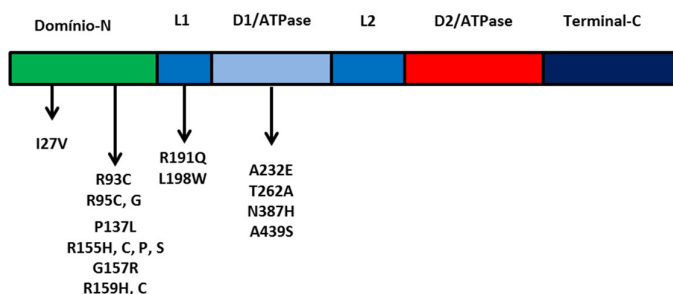 Domínio-N
L1
D1/ATPase
L2
D2/ATPase
Terminal-C
I27V
R93C
R95C, G
P137L
R155H, C, P, S
G157R
R159H, C
R191Q
L198W
A232E
T262A
N387H
A439S